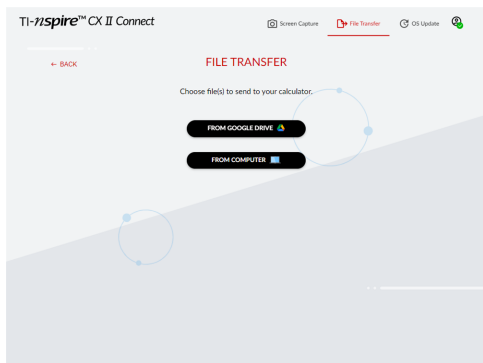 TI-nspire™ CX II Connect
Screen Capture
File Transfer
OS Update
← BACK
FILE TRANSFER
Choose file(s) to send to your calculator.
FROM GOOGLE DRIVE
FROM COMPUTER